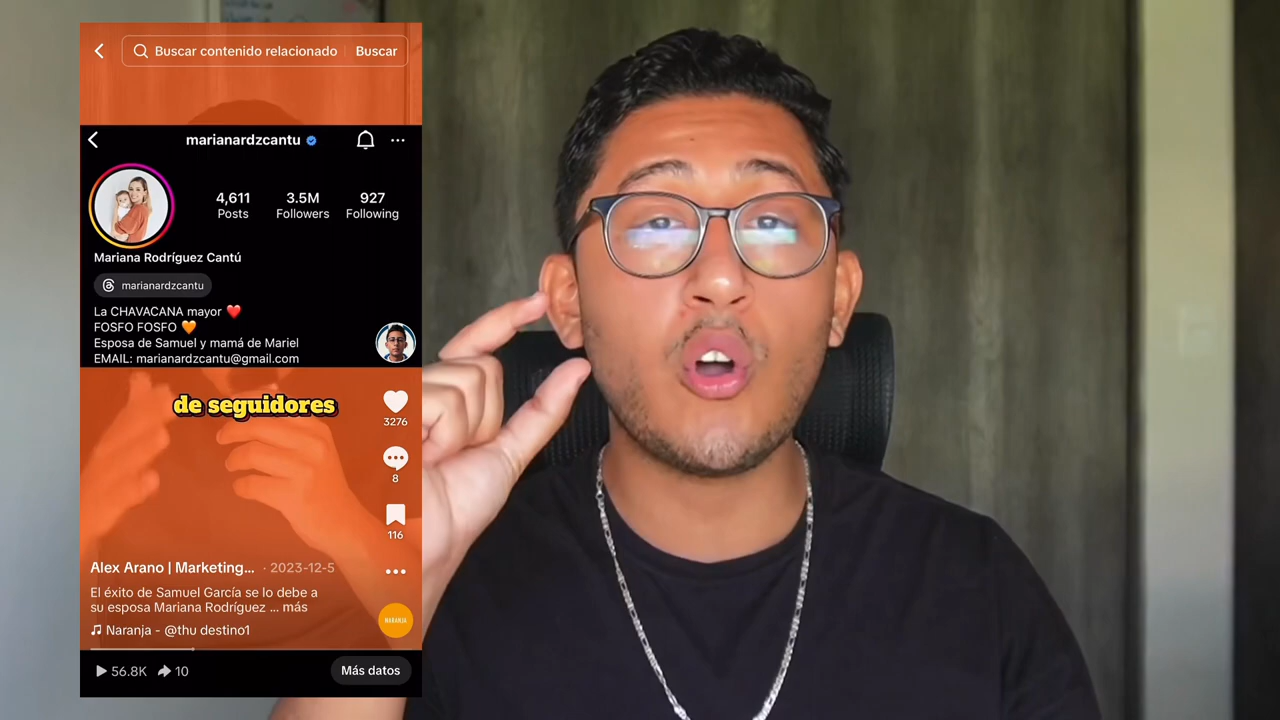 Buscar contenido relacionado
Buscar
marianardzcantu
4,611
Posts
3.5M
Followers
927
Following
Mariana Rodríguez Cantú
marianardzcantu
La CHAVACANA mayor ❤️
FOSFO FOSFO 🧡
Esposa de Samuel y mamá de Mariel
EMAIL: marianardzcantu@gmail.com
de seguidores
3276
8
116
Alex Arano | Marketing... · 2023-12-5
El éxito de Samuel García se lo debe a
su esposa Mariana Rodríguez ... más
Naranja - @thu destino1
NARANJA
56.8K
10
Más datos